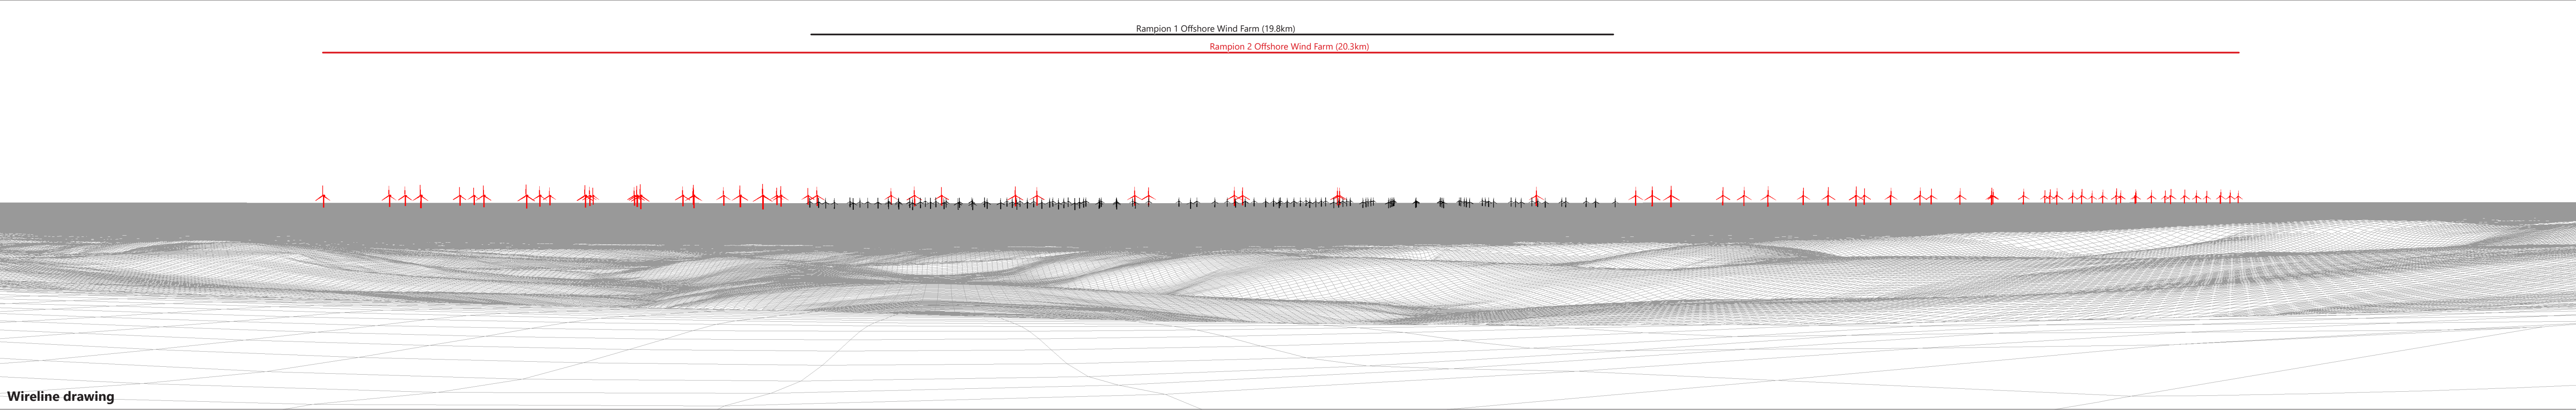 Rampion 1 Offshore Wind Farm (19.8km)
Rampion 2 Offshore Wind Farm (20.3km)
Wireline drawing